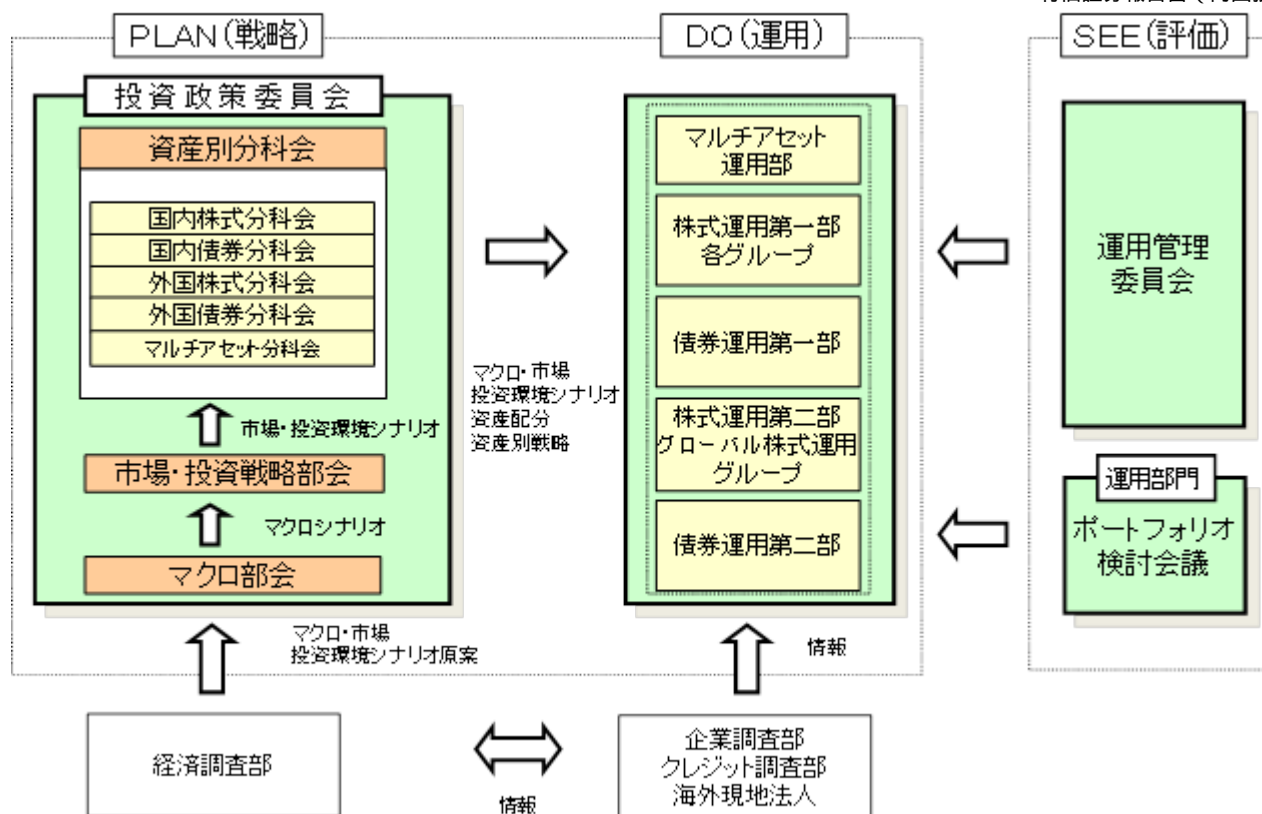 PLAN(戦略)
DO(運用)
SEE(評価)
投資政策委員会
資産別分科会
国内株式分科会
国内債券分科会
外国株式分科会
外国債券分科会
マルチアセット分科会
市場・投資環境シナリオ
市場・投資戦略部会
マクロシナリオ
マクロ部会
マクロ・市場
投資環境シナリオ
資産配分
資産別戦略
マルチアセット
運用部
株式運用第一部
各グループ
債券運用第一部
株式運用第二部
グローバル株式運用
グループ
債券運用第二部
運用管理
委員会
運用部門
ポートフォリオ
検討会議
マクロ・市場
投資環境シナリオ原案
情報
経済調査部
情報
企業調査部
クレジット調査部
海外現地法人